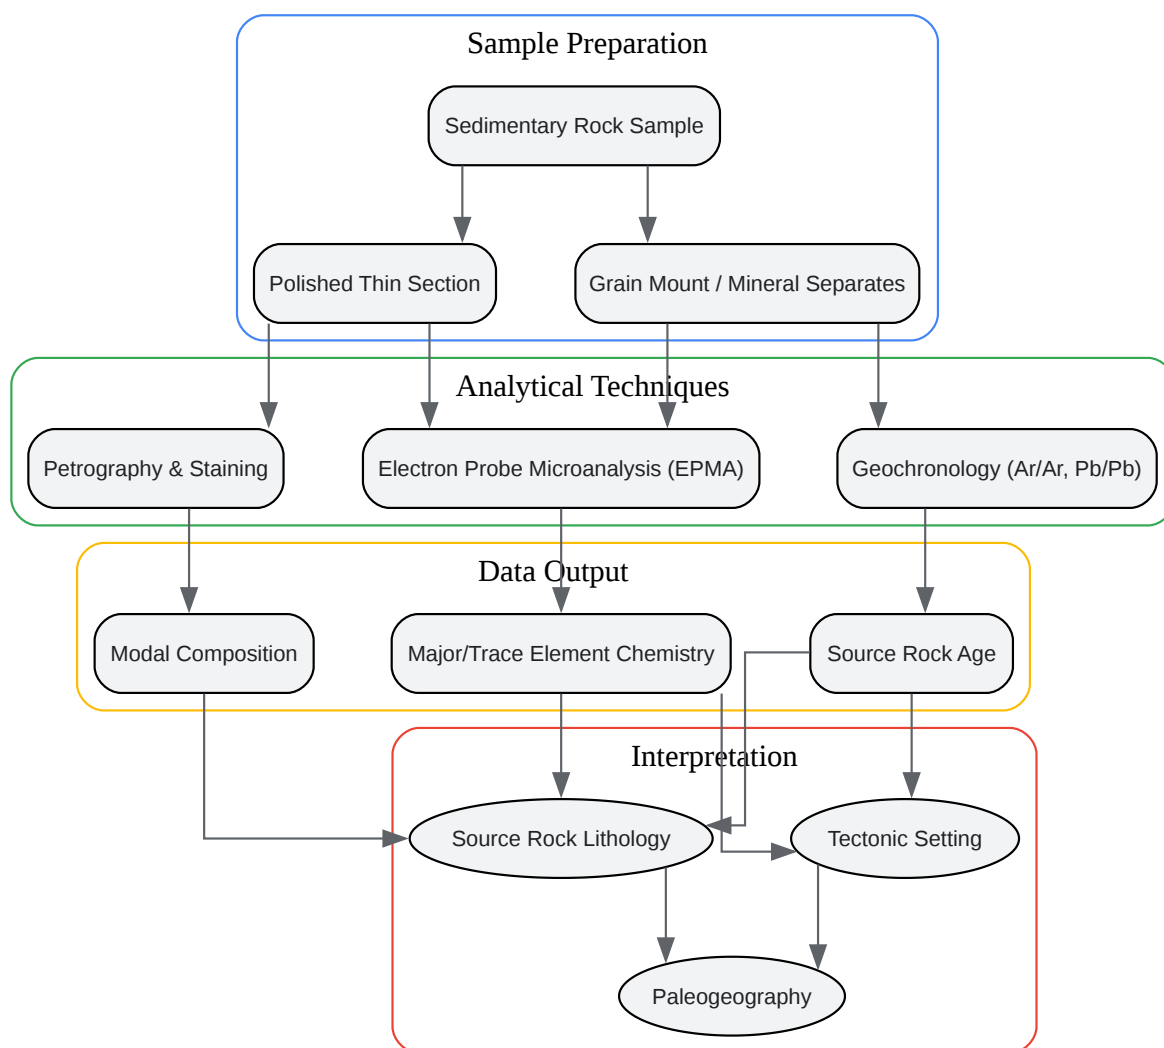 Sample Preparation
Sedimentary Rock Sample
Polished Thin Section
Grain Mount / Mineral Separates
Analytical Techniques
Petrography & Staining
Electron Probe Microanalysis (EPMA)
Geochronology (Ar/Ar, Pb/Pb)
Data Output
Modal Composition
Major/Trace Element Chemistry
Source Rock Age
Interpretation
Source Rock Lithology
Tectonic Setting
Paleogeography